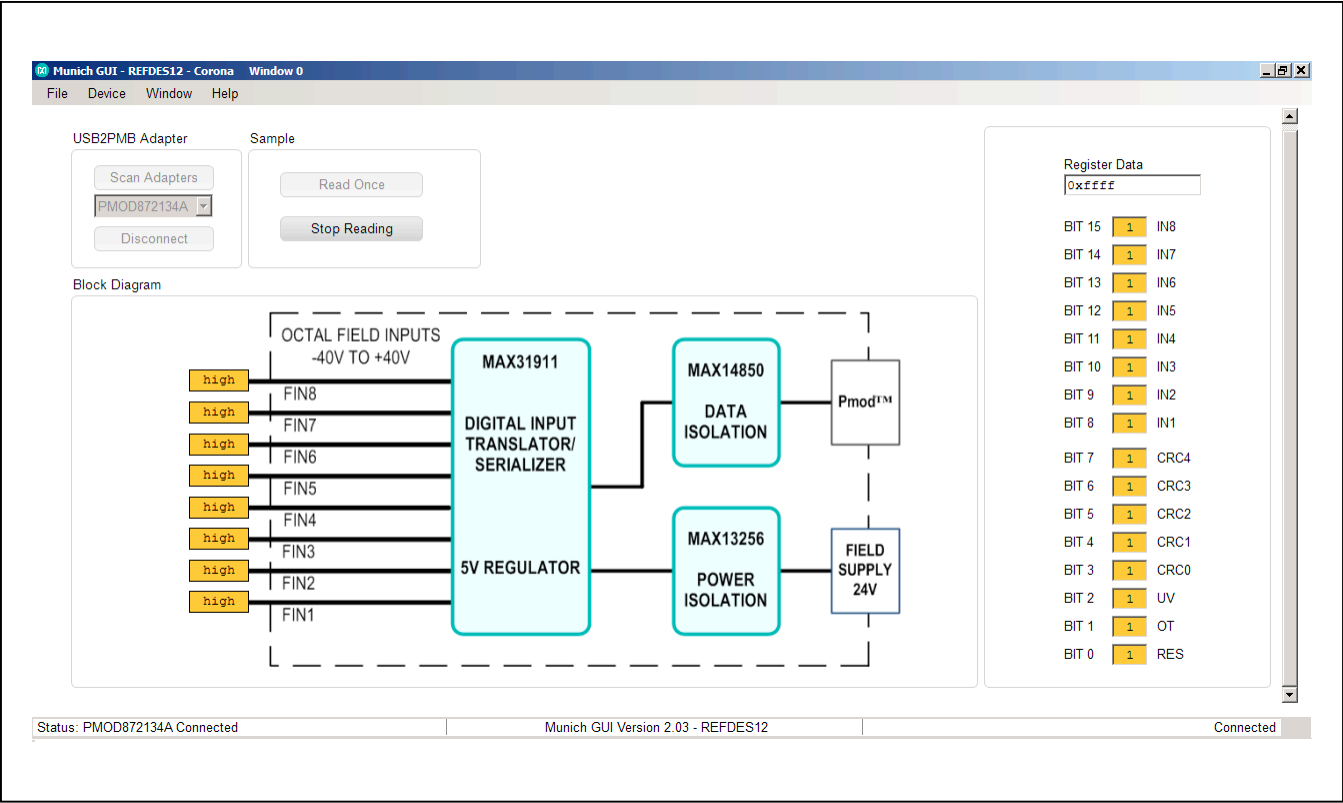 Munich GUI - REFDES12 - Corona Window 0
File Device Window Help
USB2PMB Adapter
Scan Adapters
PMOD872134A
Disconnect
Sample
Read Once
Stop Reading
Block Diagram
OCTAL FIELD INPUTS
-40V TO +40V
high
FIN8
high
FIN7
high
FIN6
high
FIN5
high
FIN4
high
FIN3
high
FIN2
high
FIN1
MAX31911
DIGITAL INPUT
TRANSLATOR/
SERIALIZER
5V REGULATOR
MAX14850
DATA
ISOLATION
MAX13256
POWER
ISOLATION
Pmod™
FIELD
SUPPLY
24V
Register Data
0xffff
BIT 15 1 IN8
BIT 14 1 IN7
BIT 13 1 IN6
BIT 12 1 IN5
BIT 11 1 IN4
BIT 10 1 IN3
BIT 9 1 IN2
BIT 8 1 IN1
BIT 7 1 CRC4
BIT 6 1 CRC3
BIT 5 1 CRC2
BIT 4 1 CRC1
BIT 3 1 CRC0
BIT 2 1 UV
BIT 1 1 OT
BIT 0 1 RES
Status: PMOD872134A Connected
Munich GUI Version 2.03 - REFDES12
Connected